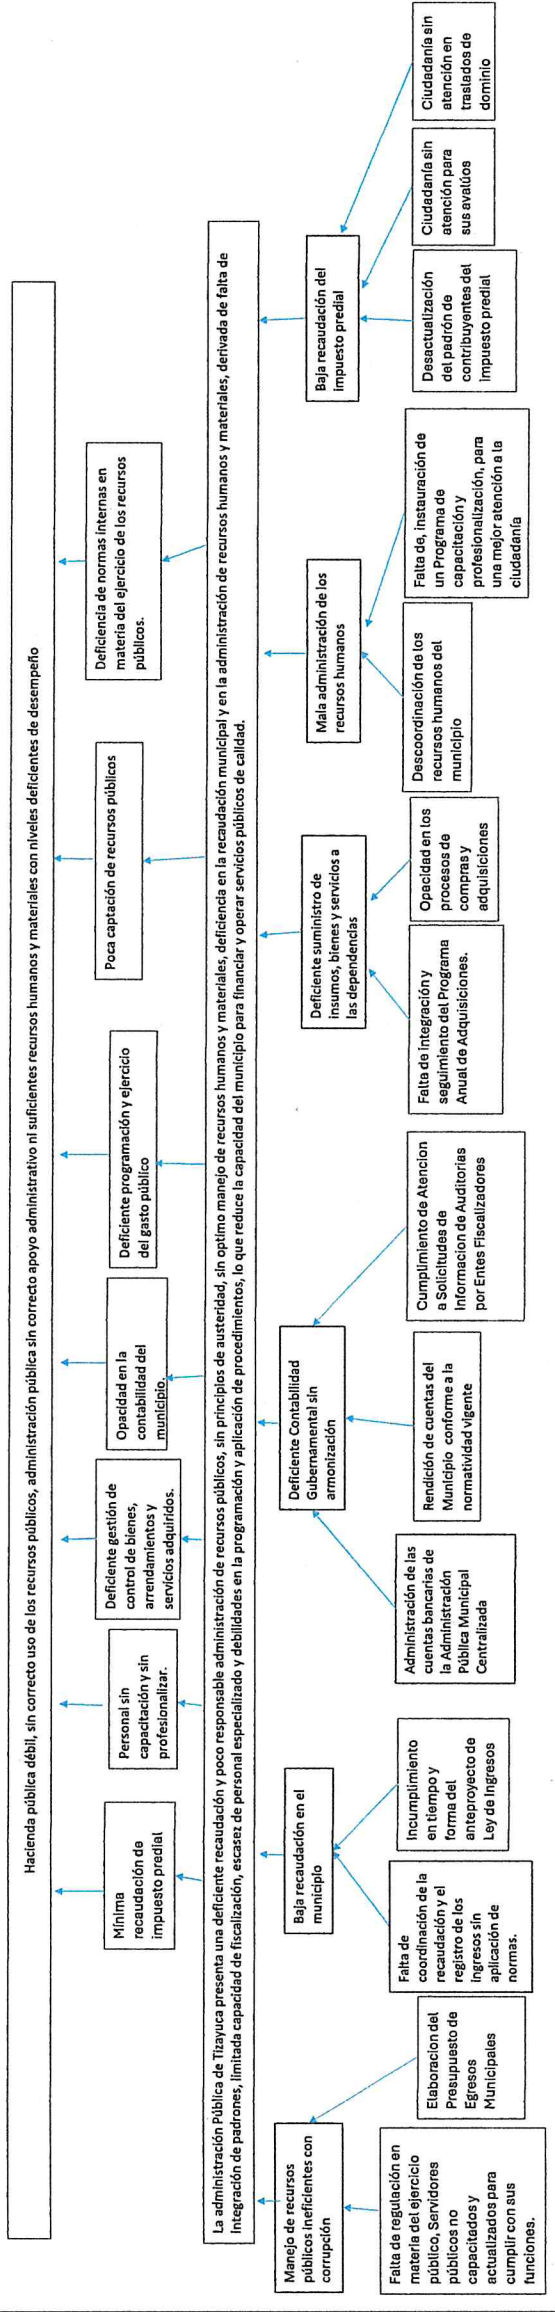 Hacienda pública débil, sin correcto uso de los recursos públicos, administración pública sin correcto apoyo administrativo ni suficientes recursos humanos y materiales con niveles deficientes de desempeño
Mínima
recaudación de
impuesto predial
Personal sin
capacitación y sin
profesionalizar.
Deficiente gestión de
control de bienes,
arrendamientos y
servicios adquiridos.
Opacidad en la
contabilidad del
municipio.
Deficiente programación y ejercicio
del gasto público
Poca captación de recursos públicos
Deficiencia de normas internas en
materia del ejercicio de los recursos
públicos.
La administración Pública de Tizayuca presenta una deficiente recaudación y poco responsable administración de recursos públicos, sin principios de austeridad, sin optimo manejo de recursos humanos y materiales, deficiencia en la recaudación municipal y en la administración de recursos humanos y materiales, derivada de falta de
Integración de padrones, limitada capacidad de fiscalización, escasez de personal especializado y debilidades en la programación y aplicación de procedimientos, lo que reduce la capacidad del municipio para financiar y operar servicios públicos de calidad.
Manejo de recursos
públicos ineficientes con
corrupción
Baja recaudación en el
municipio
Deficiente Contabilidad
Gubernamental sin
armonización
Deficiente suministro de
insumos, bienes y servicios a
las dependencias
Mala administración de los
recursos humanos
Baja recaudación del
impuesto predial
Falta de regulación en
materia del ejercicio
público, Servidores
públicos no
capacitados y
actualizados para
cumplir con sus
funciones.
Elaboracion del
Presupuesto de
Egresos
Municipales
Falta de
coordinación de la
recaudación y el
registro de los
ingresos sin
aplicación de
normas.
Incumplimiento
en tiempo y
forma del
anteproyecto de
Ley de Ingresos
Administración de las
cuentas bancarias de
la Administración
Pública Municipal
Centralizada
Rendición de cuentas del
Municipio conforme a la
normatividad vigente
Cumplimiento de Atencion
a Solicitudes de
Informacion de Auditorias
por Entes Fiscalizadores
Falta de integración y
seguimiento del Programa
Anual de Adquisiciones.
Opacidad en los
procesos de
compras y
adquisiciones
Descoordinación de los
recursos humanos del
municipio
Falta de, instauración de
un Programa de
capacitación y
profesionalización, para
una mejor atención a la
ciudadanía
Desactualización
del padrón de
contribuyentes del
Impuesto predial
Ciudadanía sin
atención para
sus avalúos
Ciudadanía sin
atención en
traslados de
dominio